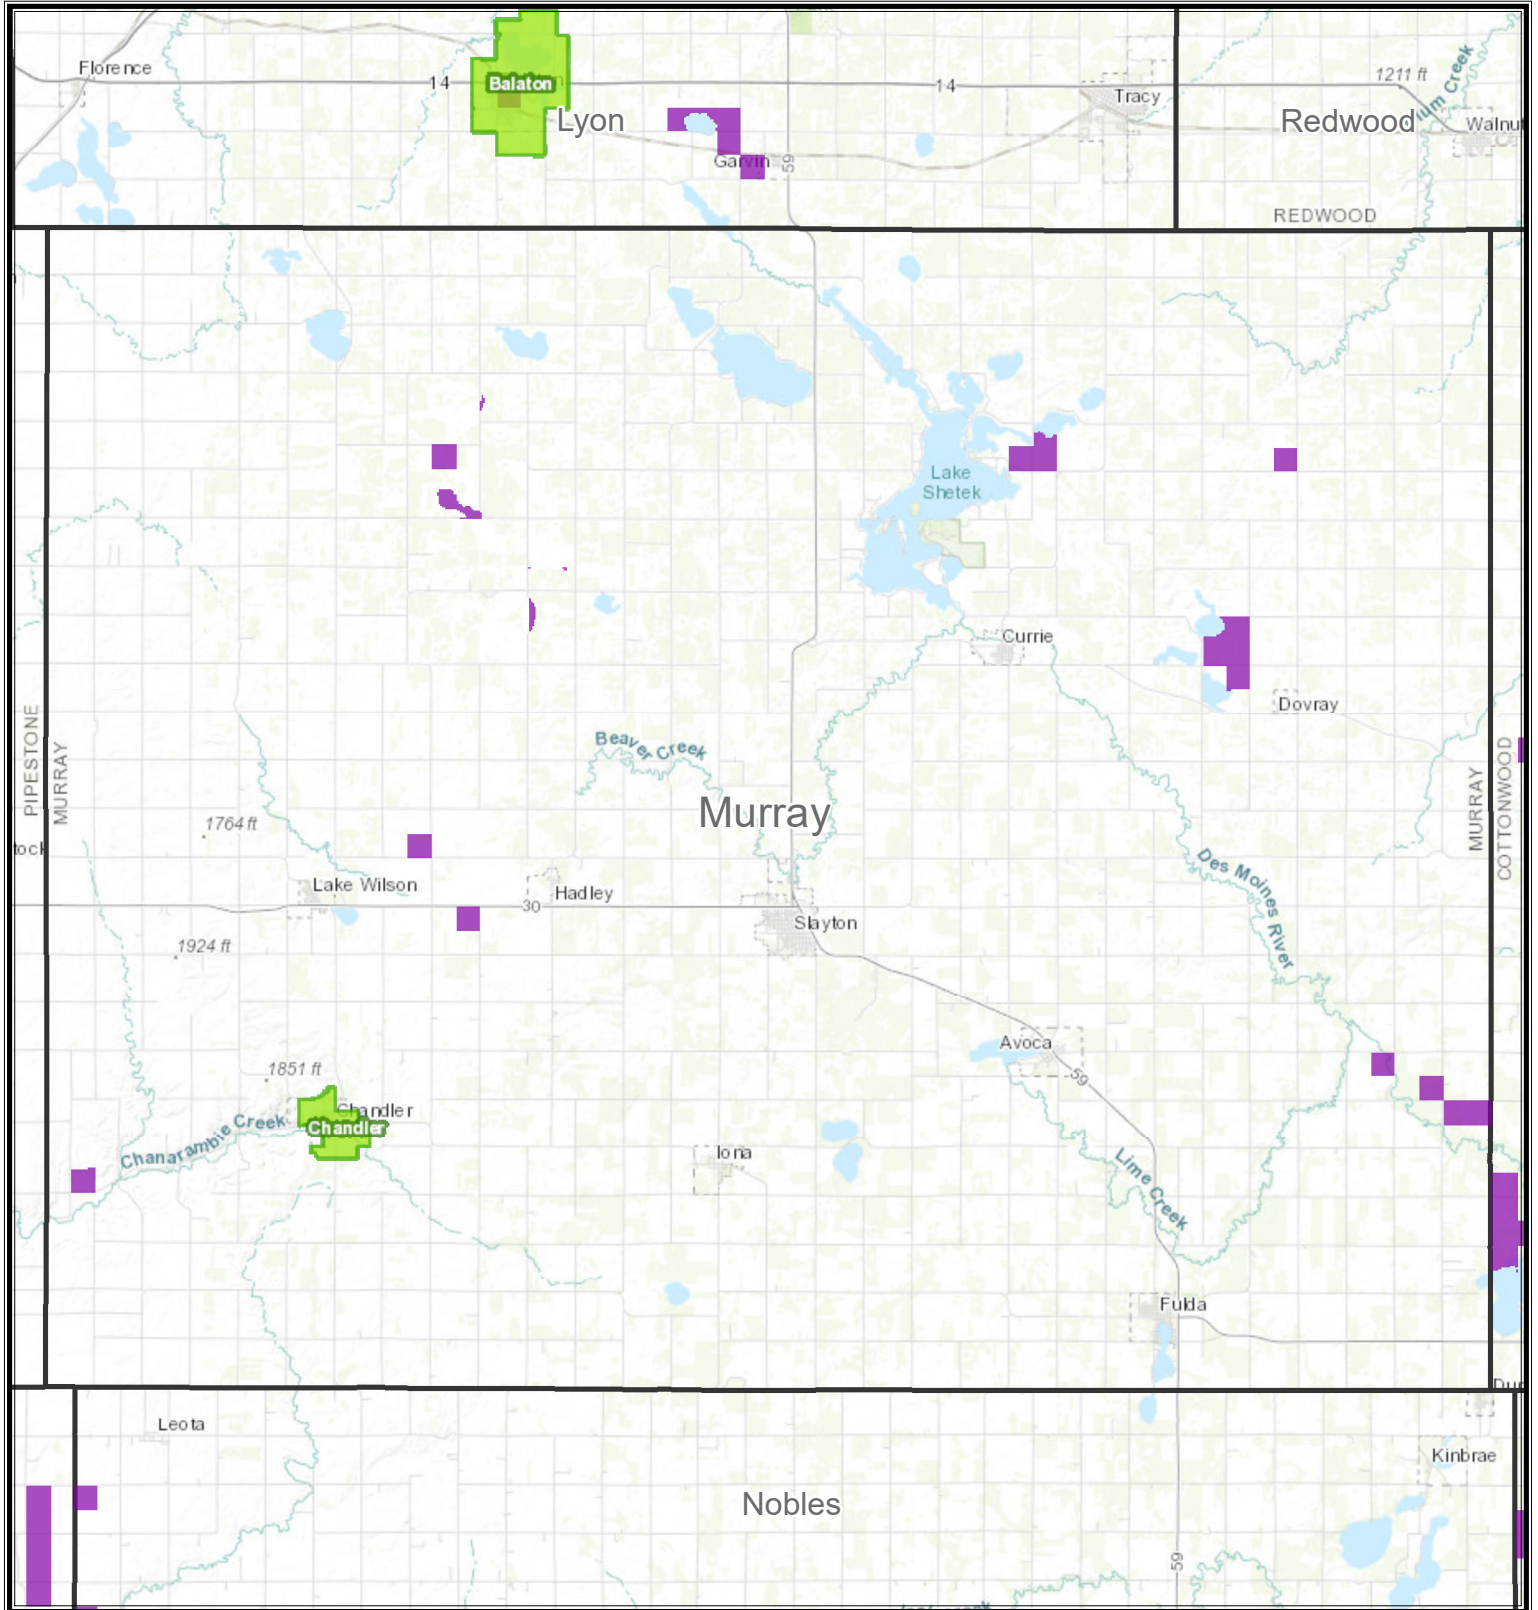 Florence
14
Balaton
Lyon
14
Tracy
1211 ft
Redwood
Walnut
Garvin
59
REDWOOD
Lake
Shetek
Currie
Dovray
PIPESTONE
MURRAY
Beaver Creek
Murray
MURRAY
COTTONWOOD
1764 ft
Lake Wilson
Hadley
30
Slayton
Des Moines River
1924 ft
Avoca
59
1851 ft
Chandler
Chandler
Chanarambie Creek
Iona
Lime Creek
Fulda
Leota
Kinbrae
Nobles
59